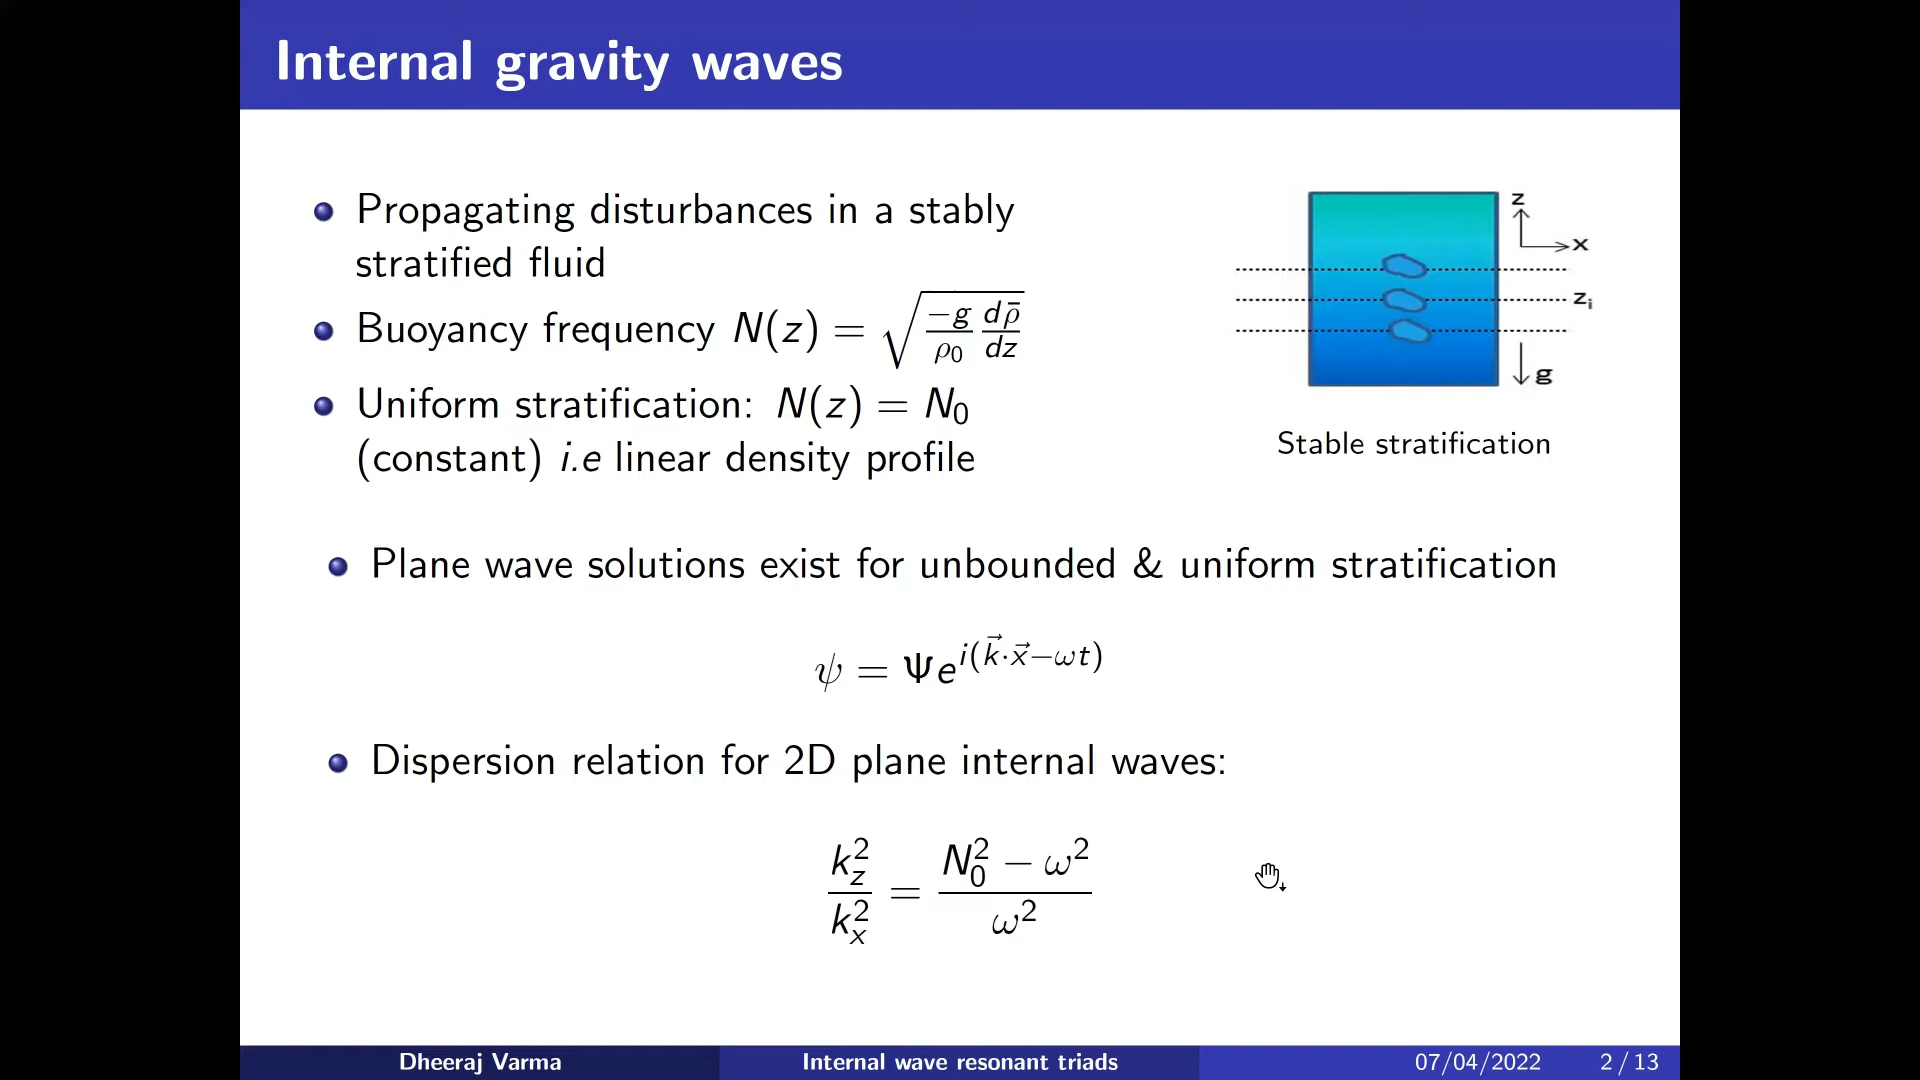 Internal gravity waves
Propagating disturbances in a stably
stratified fluid
Buoyancy frequency N(z) = √(−g/ρ₀ dρ̄/dz)
Uniform stratification: N(z) = N₀
(constant) i.e linear density profile
z
x
zᵢ
g
Stable stratification
Plane wave solutions exist for unbounded & uniform stratification
ψ = Ψe^{i(k⃗·x⃗−ωt)}
Dispersion relation for 2D plane internal waves:
k_z²/k_x² = (N₀² − ω²)/ω²
Dheeraj Varma Internal wave resonant triads 07/04/2022 2 / 13